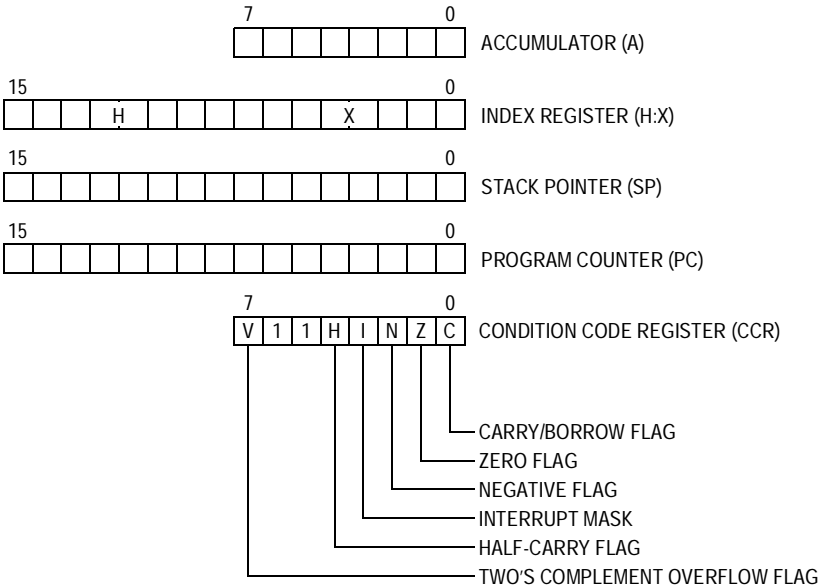 7 0
ACCUMULATOR (A)
15 0
H X INDEX REGISTER (H:X)
15 0
STACK POINTER (SP)
15 0
PROGRAM COUNTER (PC)
7 0
V 1 1 H I N Z C CONDITION CODE REGISTER (CCR)
CARRY/BORROW FLAG
ZERO FLAG
NEGATIVE FLAG
INTERRUPT MASK
HALF-CARRY FLAG
TWO'S COMPLEMENT OVERFLOW FLAG